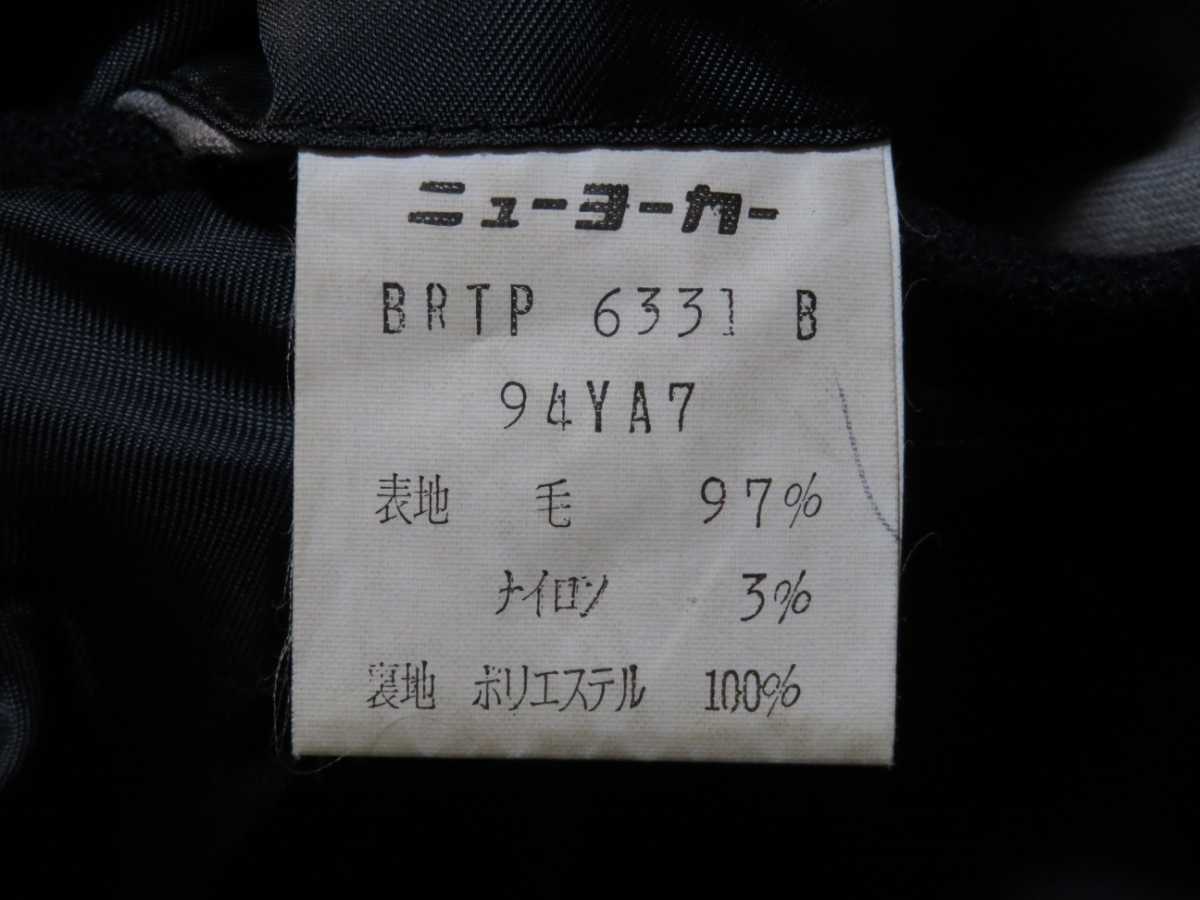 ニューヨーカー
BRTP 6331 B
94YA7
表地 毛 97%
ナイロン 3%
裏地 ポリエステル 100%